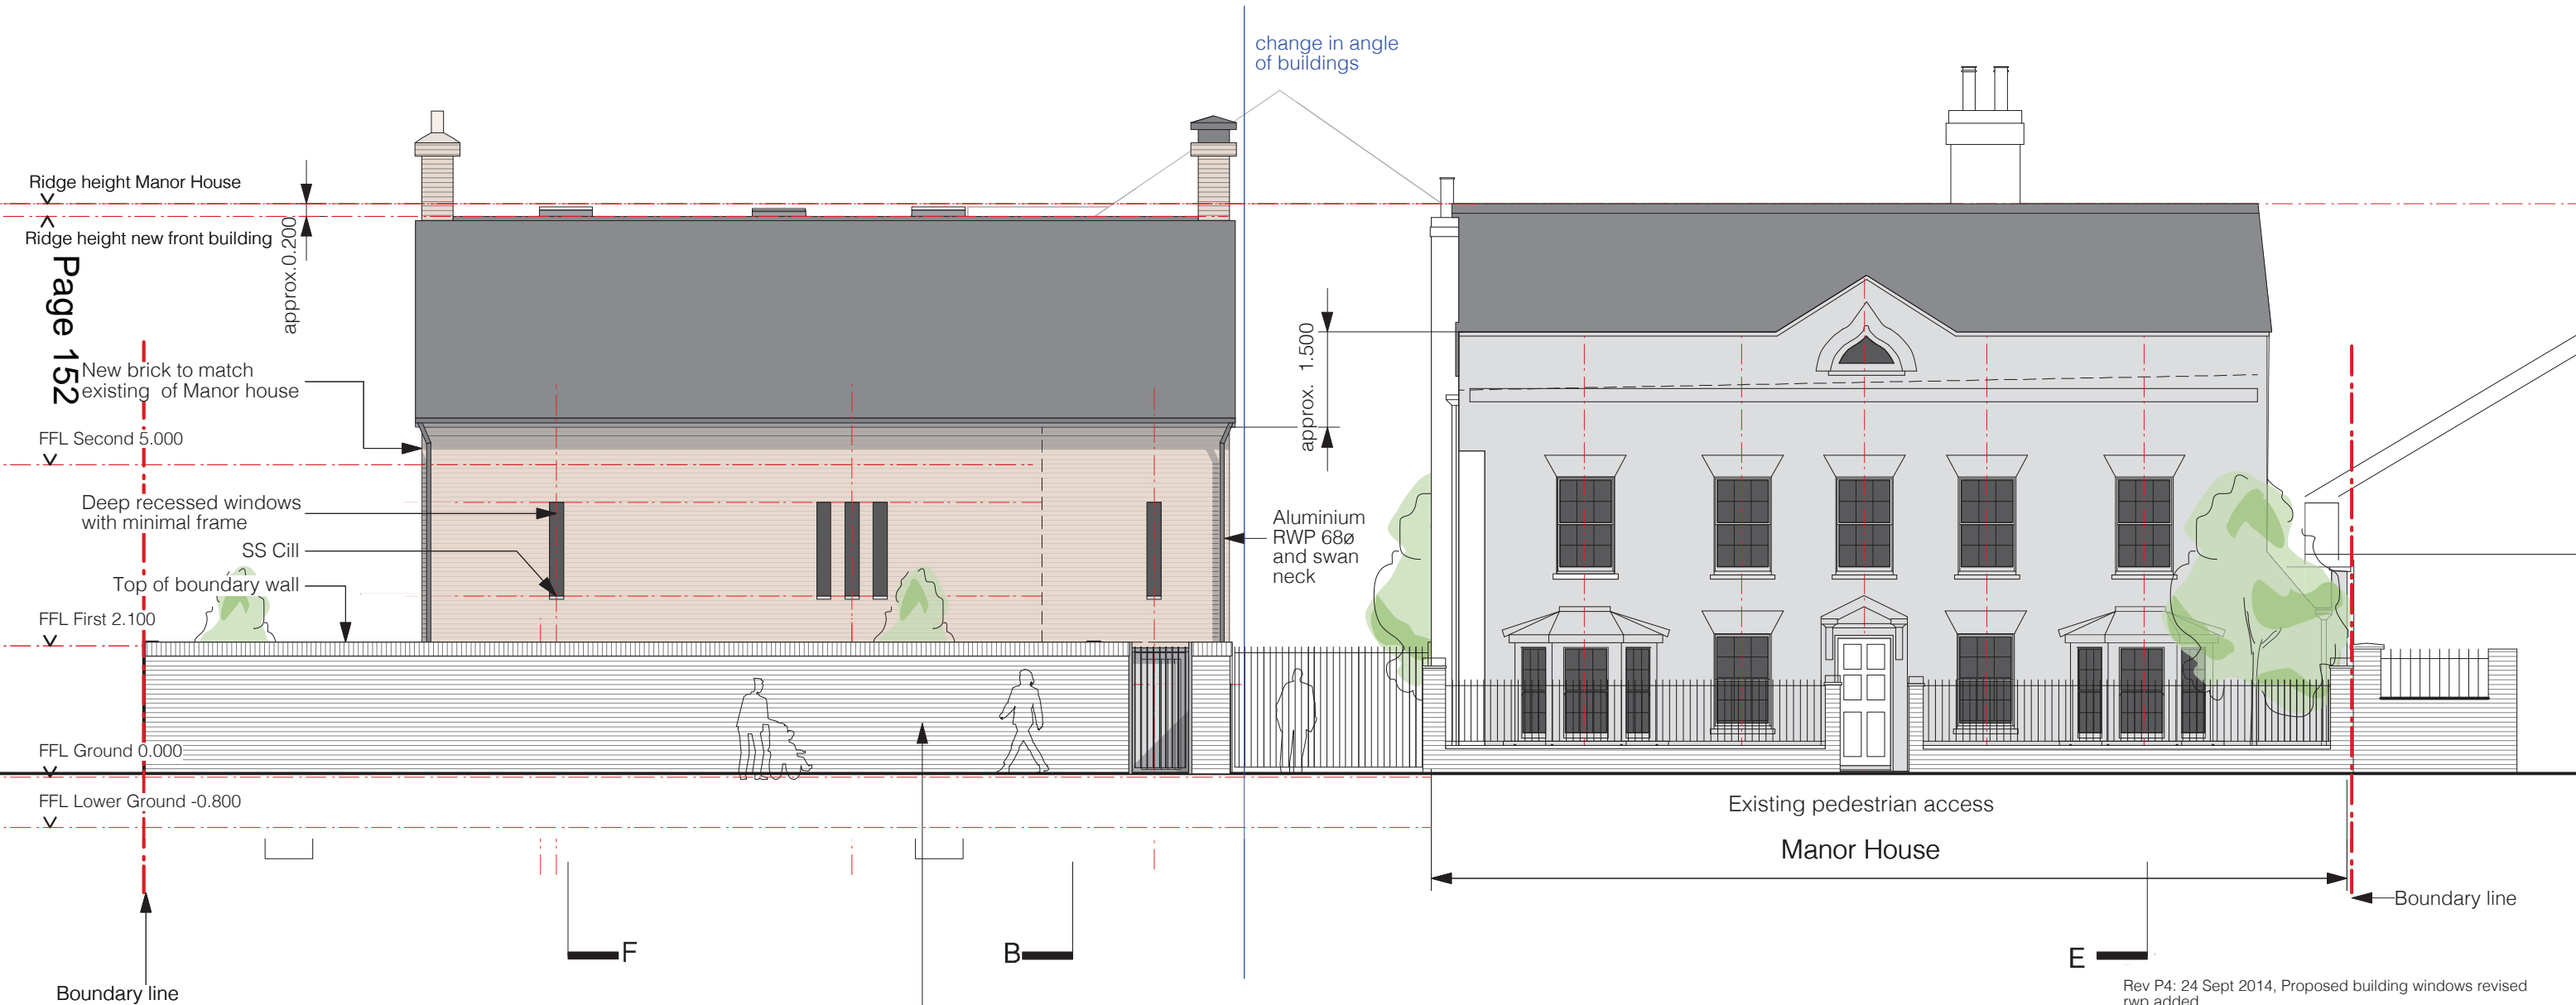 change in angle
of buildings
Ridge height Manor House
Ridge height new front building
approx.0.200
Page 152
New brick to match
existing of Manor house
approx. 1.500
FFL Second 5.000
Deep recessed windows
with minimal frame
SS Cill
Aluminium
RWP 68ø
and swan
neck
Top of boundary wall
FFL First 2.100
FFL Ground 0.000
FFL Lower Ground -0.800
Existing pedestrian access
Manor House
Boundary line
F
B
E
Boundary line
Rev P4: 24 Sept 2014, Proposed building windows revised
rwp added